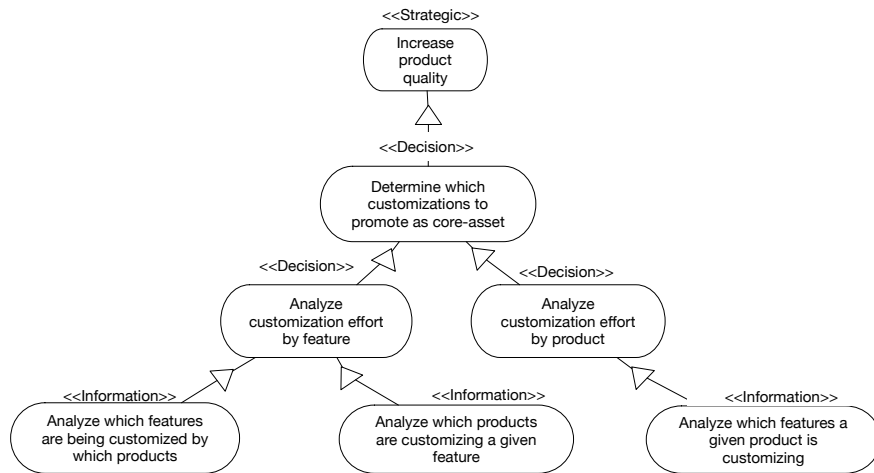 <<Strategic>>
Increase
product
quality
<<Decision>>
Determine which
customizations to
promote as core-asset
<<Decision>>
Analyze
customization effort
by feature
<<Decision>>
Analyze
customization effort
by product
<<Information>>
Analyze which features
are being customized by
which products
<<Information>>
Analyze which products
are customizing a given
feature
<<Information>>
Analyze which features a
given product is
customizing